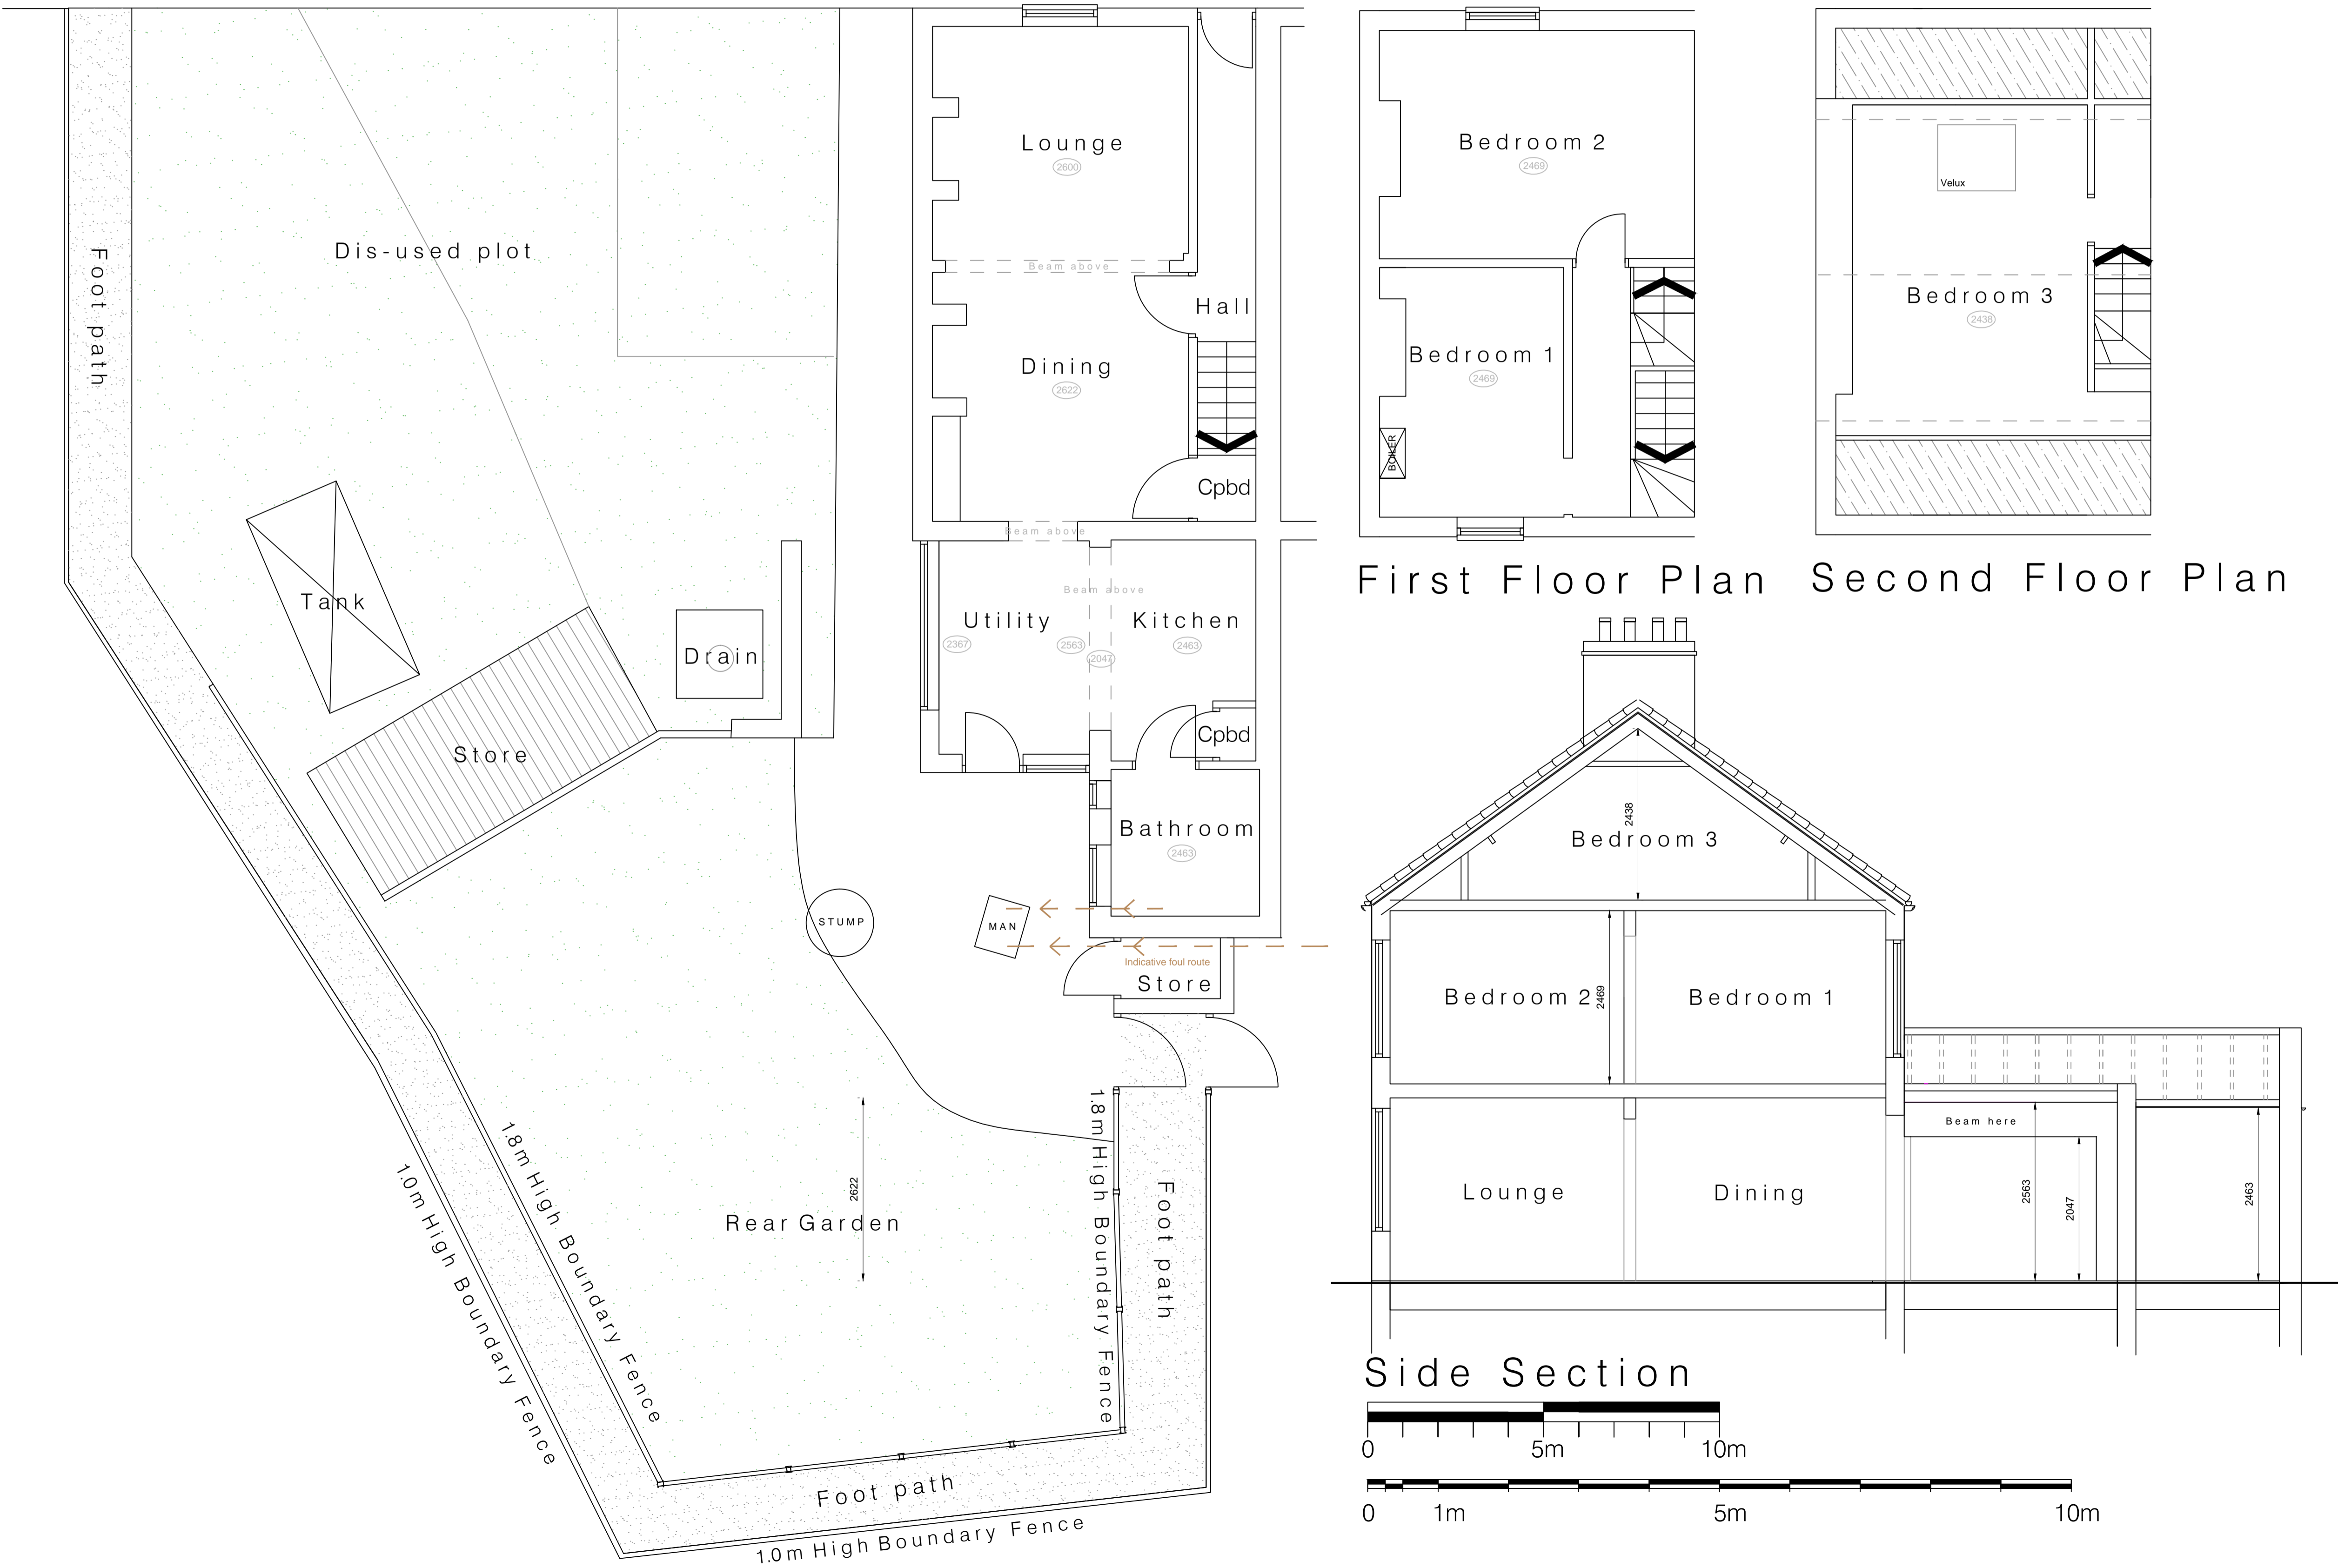 Lounge
2600
Beam above
Hall
Dining
2622
Cpbd
Beam above
Beam above
Utility
Kitchen
2367
2563
2047
2463
Cpbd
Bathroom
2463
MAN
Indicative foul route
Store
STUMP
Foot path
Dis-used plot
Tank
Drain
Store
1.8m High Boundary Fence
1.0m High Boundary Fence
2622
Rear Garden
1.8m High Boundary Fence
Foot path
Foot path
1.0m High Boundary Fence
Bedroom 2
2469
Bedroom 1
2469
BOILER
First Floor Plan
Velux
Bedroom 3
2438
Second Floor Plan
2438
Bedroom 3
Bedroom 2
2469
Bedroom 1
Beam here
Lounge
Dining
2563
2047
2463
Side Section
0 5m 10m
0 1m 5m 10m